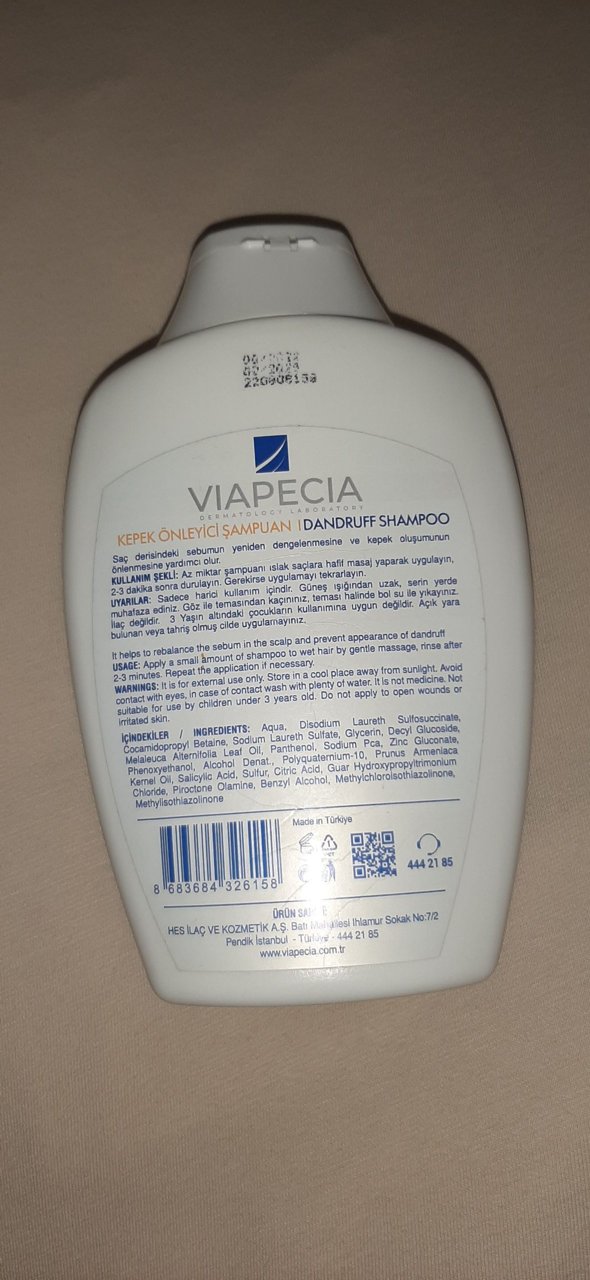 220808158
VIAPECIA
DERMATOLOGY LABORATORY
KEPEK ÖNLEYİCİ ŞAMPUAN | DANDRUFF SHAMPOO
Saç derisindeki sebumun yeniden dengelenmesine ve kepek oluşumunun
önlenmesine yardımcı olur.
KULLANIM ŞEKLİ: Az miktar şampuanı ıslak saçlara hafif masaj yaparak uygulayın,
2-3 dakika sonra durulayın. Gerekirse uygulamayı tekrarlayın.
UYARILAR: Sadece harici kullanım içindir. Güneş ışığından uzak, serin yerde
muhafaza ediniz. Göz ile temasından kaçınınız, teması halinde bol su ile yıkayınız.
İlaç değildir. 3 Yaşın altındaki çocukların kullanımına uygun değildir. Açık yara
bulunan veya tahriş olmuş cilde uygulamayınız.
It helps to rebalance the sebum in the scalp and prevent appearance of dandruff
USAGE: Apply a small amount of shampoo to wet hair by gentle massage, rinse after
2-3 minutes. Repeat the application if necessary.
WARNINGS: It is for external use only. Store in a cool place away from sunlight. Avoid
contact with eyes, in case of contact wash with plenty of water. It is not medicine. Not
suitable for use by children under 3 years old. Do not apply to open wounds or
irritated skin.
İÇİNDEKİLER / INGREDIENTS: Aqua, Disodium Laureth Sulfosuccinate,
Cocamidopropyl Betaine, Sodium Laureth Sulfate, Glycerin, Decyl Glucoside,
Melaleuca Alternifolia Leaf Oil, Panthenol, Sodium Pca, Zinc Gluconate,
Phenoxyethanol, Alcohol Denat., Polyquaternium-10, Prunus Armeniaca
Kernel Oil, Salicylic Acid, Sulfur, Citric Acid, Guar Hydroxypropyltrimonium
Chloride, Piroctone Olamine, Benzyl Alcohol, Methylchloroisothiazolinone,
Methylisothiazolinone
Made in Türkiye
8 683684 326158
444 21 85
ÜRÜN
HES İLAÇ VE KOZMETİK A.Ş. Batı Mahallesi Ihlamur Sokak No:7/2
Pendik İstanbul - Türkiye - 444 21 85
www.viapecia.com.tr